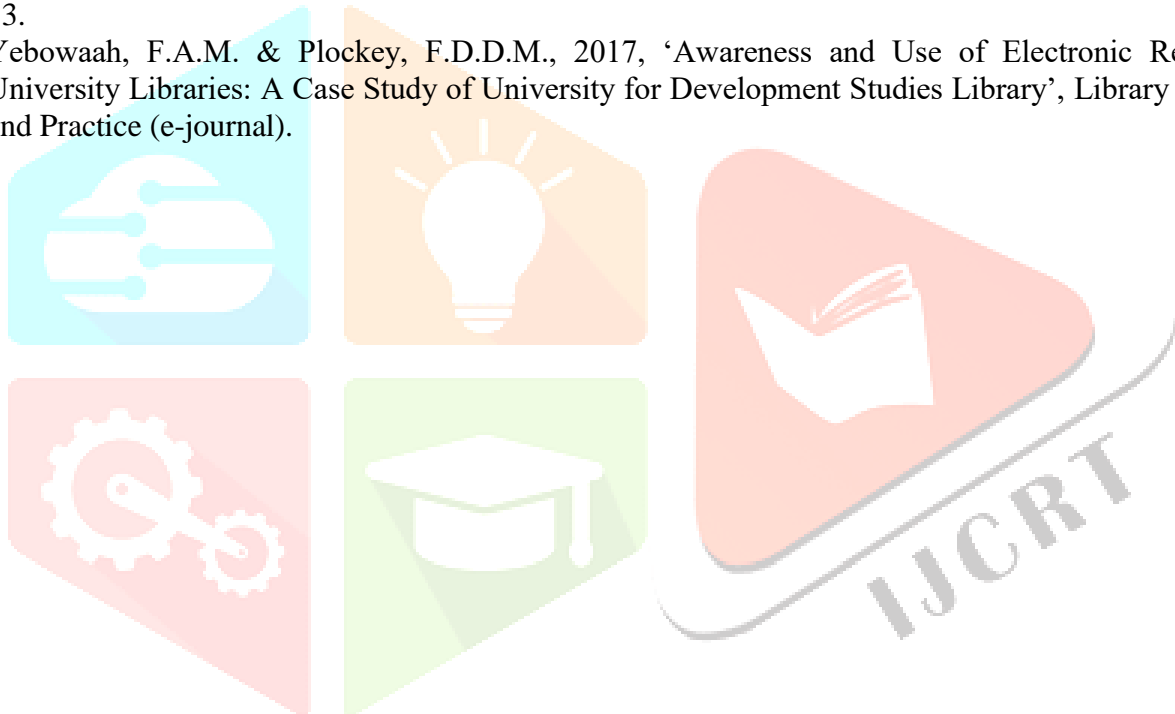 3.
Yebowaah, F.A.M. & Plockey, F.D.D.M., 2017, ‘Awareness and Use of Electronic Re
University Libraries: A Case Study of University for Development Studies Library’, Library
nd Practice (e-journal).
IJCRT